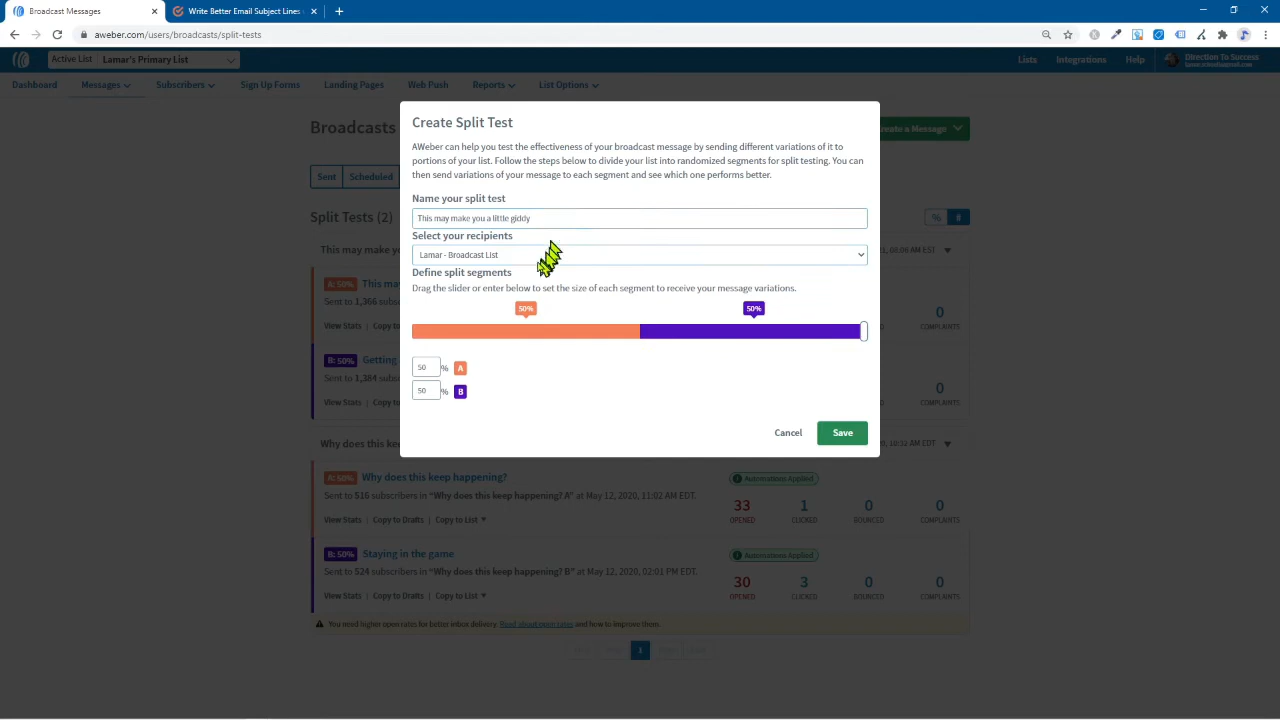 Broadcast Messages
Write Better Email Subject Lines
aweber.com/users/broadcasts/split-tests
Active List Lamar's Primary List
Lists Integrations Help Direction To Success
Dashboard Messages Subscribers Sign Up Forms Landing Pages Web Push Reports List Options
Broadcasts
Create a Message
Sent Scheduled
Split Tests (2)
% #
Create Split Test
AWeber can help you test the effectiveness of your broadcast message by sending different variations of it to
portions of your list. Follow the steps below to divide your list into randomized segments for split testing. You can
then send variations of your message to each segment and see which one performs better.
Name your split test
This may make you a little giddy
Select your recipients
Lamar - Broadcast List
Define split segments
Drag the slider or enter below to set the size of each segment to receive your message variations.
50% 50%
50 % A
50 % B
Cancel Save
This may make yo
08:06 AM EST
A: 50% This ma
Sent to 1,366 subscribers
0
View Stats Copy to
COMPLAINTS
B: 50% Getting
Sent to 1,384 subscribers
0
View Stats Copy to
COMPLAINTS
Why does this kee
10:32 AM EDT
A: 50% Why does this keep happening?
Automations Applied
Sent to 516 subscribers in "Why does this keep happening? A" at May 12, 2020, 11:02 AM EDT.
33 1 0 0
OPENED CLICKED BOUNCED COMPLAINTS
View Stats Copy to Drafts Copy to List
B: 50% Staying in the game
Automations Applied
Sent to 524 subscribers in "Why does this keep happening? B" at May 12, 2020, 02:01 PM EDT.
30 3 0 0
OPENED CLICKED BOUNCED COMPLAINTS
View Stats Copy to Drafts Copy to List
You need higher open rates for better inbox delivery. Read about open rates and how to improve them.
1